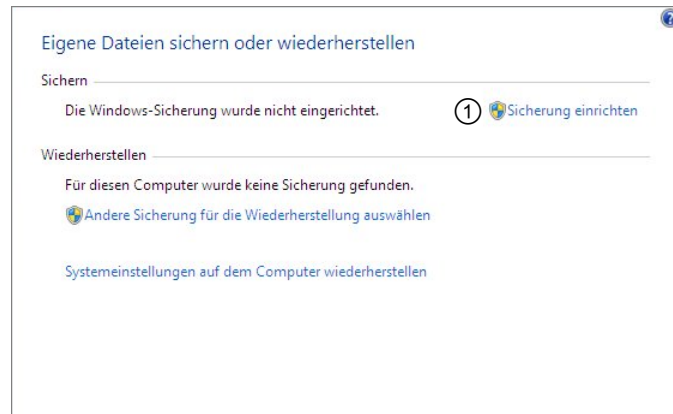 Eigene Dateien sichern oder wiederherstellen
Sichern
Die Windows-Sicherung wurde nicht eingerichtet. 1 Sicherung einrichten
Wiederherstellen
Für diesen Computer wurde keine Sicherung gefunden.
Andere Sicherung für die Wiederherstellung auswählen
Systemeinstellungen auf dem Computer wiederherstellen